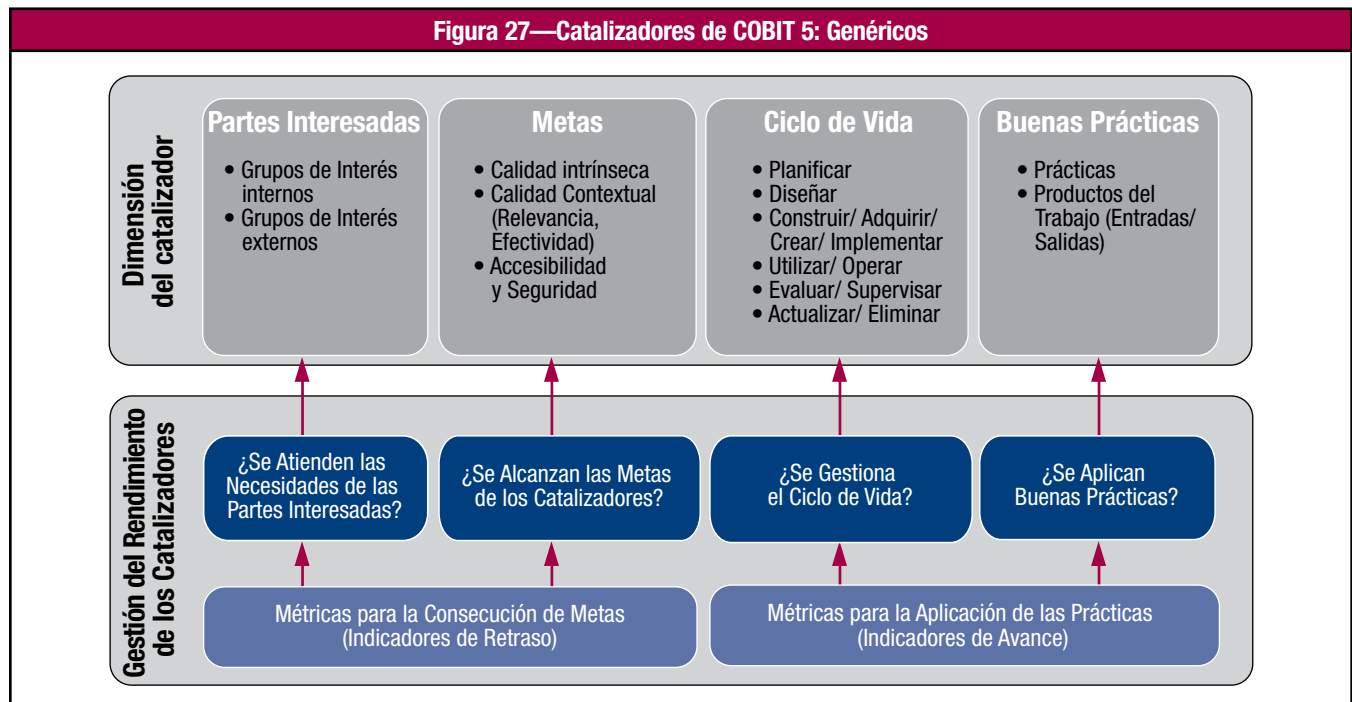 Figura 27—Catalizadores de COBIT 5: Genéricos
Dimensión
del catalizador
Partes Interesadas
• Grupos de Interés
internos
• Grupos de Interés
externos
Metas
• Calidad intrínseca
• Calidad Contextual
(Relevancia,
Efectividad)
• Accesibilidad
y Seguridad
Ciclo de Vida
• Planificar
• Diseñar
• Construir/ Adquirir/
Crear/ Implementar
• Utilizar/ Operar
• Evaluar/ Supervisar
• Actualizar/ Eliminar
Buenas Prácticas
• Prácticas
• Productos del
Trabajo (Entradas/
Salidas)
Gestión del Rendimiento
de los Catalizadores
¿Se Atienden las
Necesidades de las
Partes Interesadas?
¿Se Alcanzan las Metas
de los Catalizadores?
¿Se Gestiona
el Ciclo de Vida?
¿Se Aplican
Buenas Prácticas?
Métricas para la Consecución de Metas
(Indicadores de Retraso)
Métricas para la Aplicación de las Prácticas
(Indicadores de Avance)